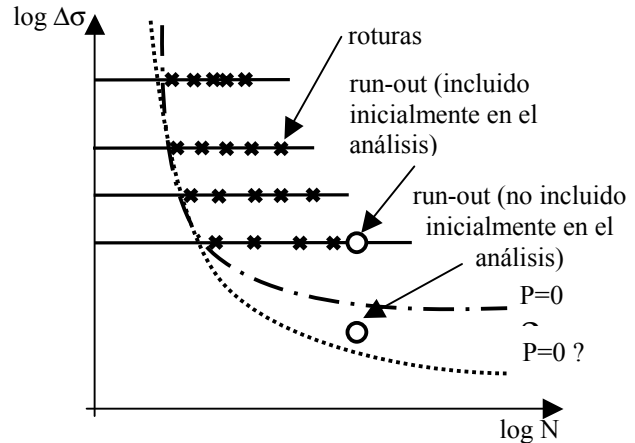 log Δσ
roturas
run-out (incluido
inicialmente en el
análisis)
run-out (no incluido
inicialmente en el
análisis)
P=0
P=0 ?
log N